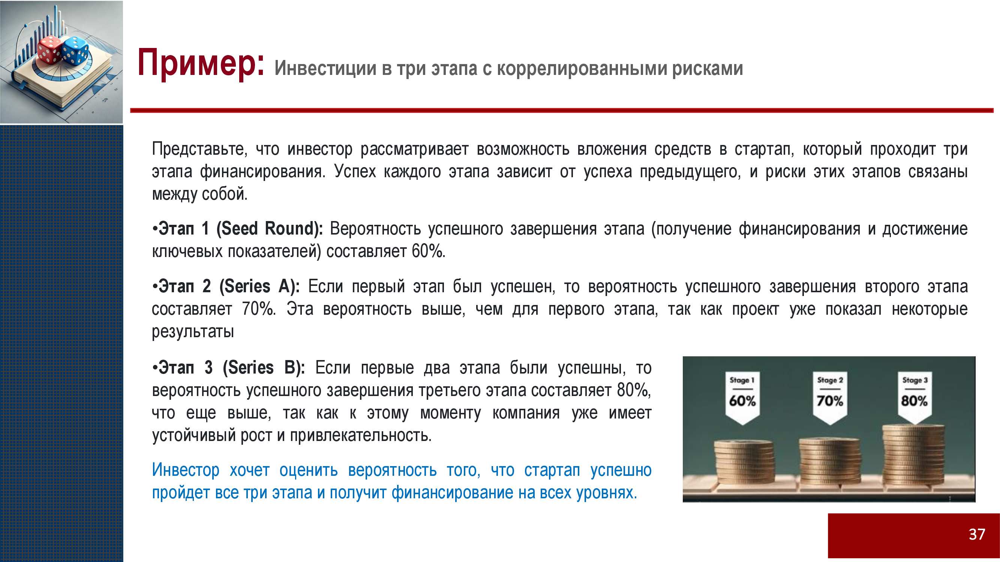 Пример: Инвестиции в три этапа с коррелированными рисками
Представьте, что инвестор рассматривает возможность вложения средств в стартап, который проходит три
этапа финансирования. Успех каждого этапа зависит от успеха предыдущего, и риски этих этапов связаны
между собой.
•Этап 1 (Seed Round): Вероятность успешного завершения этапа (получение финансирования и достижение
ключевых показателей) составляет 60%.
•Этап 2 (Series A): Если первый этап был успешен, то вероятность успешного завершения второго этапа
составляет 70%. Эта вероятность выше, чем для первого этапа, так как проект уже показал некоторые
результаты
•Этап 3 (Series B): Если первые два этапа были успешны, то
вероятность успешного завершения третьего этапа составляет 80%,
что еще выше, так как к этому моменту компания уже имеет
устойчивый рост и привлекательность.
Инвестор хочет оценить вероятность того, что стартап успешно
пройдет все три этапа и получит финансирование на всех уровнях.
Stage 1
60%
Stage 2
70%
Stage 3
80%
37